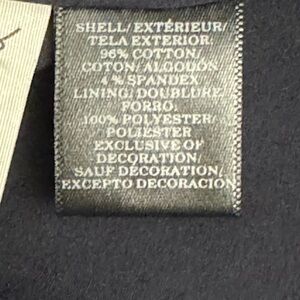 SHELL/EXTÉRIEUR/
TELA EXTERIOR:
96% COTTON/
COTON/ALGODON
4% SPANDEX
LINING/DOUBLURE/
FORRO:
100% POLYESTER/
POLIESTER
EXCLUSIVE OF
DECORATION/
SAUF DÉCORATION/
EXCEPTO DECORACIÓN